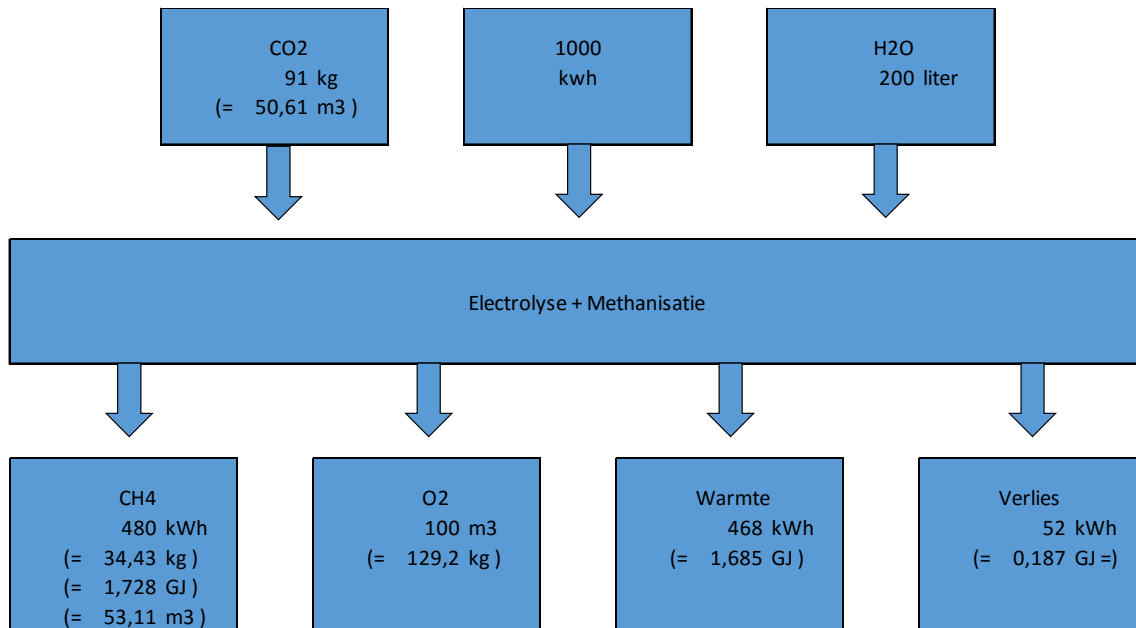 CO2
91 kg
(= 50,61 m3 )
1000
kwh
H2O
200 liter
Electrolyse + Methanisatie
CH4
480 kWh
(= 34,43 kg )
(= 1,728 GJ )
(= 53,11 m3 )
O2
100 m3
(= 129,2 kg )
Warmte
468 kWh
(= 1,685 GJ )
Verlies
52 kWh
(= 0,187 GJ =)